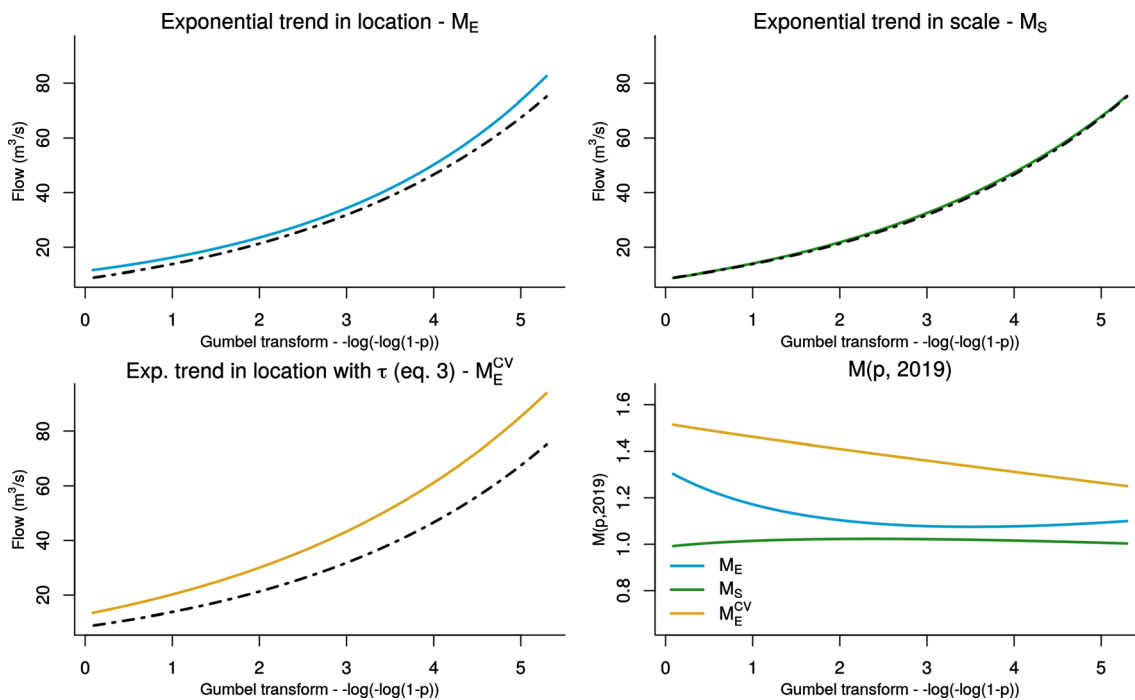 Exponential trend in location - M_E
Flow (m³/s)
80
60
40
20
0 1 2 3 4 5
Gumbel transform - -log(-log(1-p))
Exponential trend in scale - M_S
Flow (m³/s)
80
60
40
20
0 1 2 3 4 5
Gumbel transform - -log(-log(1-p))
Exp. trend in location with τ (eq. 3) - M_E^CV
Flow (m³/s)
80
60
40
20
0 1 2 3 4 5
Gumbel transform - -log(-log(1-p))
M(p, 2019)
M(p,2019)
1.6
1.4
1.2
1.0
0.8
M_E
M_S
M_E^CV
0 1 2 3 4 5
Gumbel transform - -log(-log(1-p))